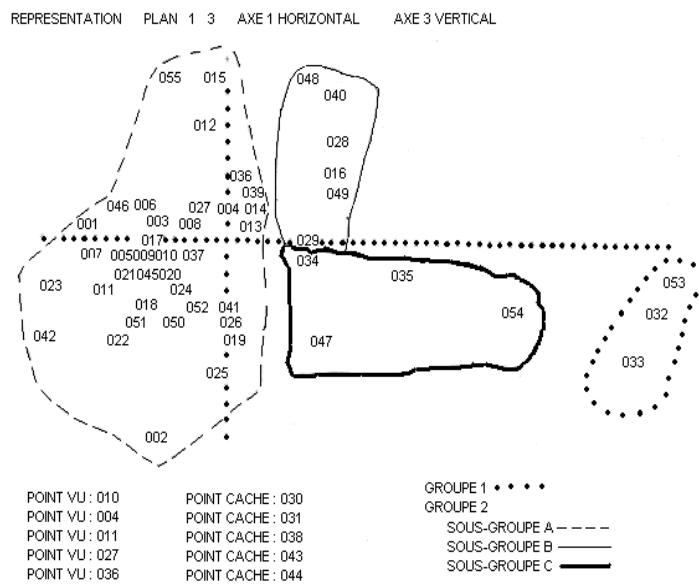 REPRESENTATION PLAN 1 3 AXE 1 HORIZONTAL AXE 3 VERTICAL
055 015 048
040
012
028
036 016
039 049
046 006 027 004 014
001 003 008 013
017 029
007 005009010 037 034
021045020 035
023 011 024 053
018 052 041 054 032
051 050 026
042 022 019 047
025 033
002
POINT VU : 010 POINT CACHE : 030
POINT VU : 004 POINT CACHE : 031
POINT VU : 011 POINT CACHE : 038
POINT VU : 027 POINT CACHE : 043
POINT VU : 036 POINT CACHE : 044
GROUPE 1
GROUPE 2
SOUS-GROUPE A
SOUS-GROUPE B
SOUS-GROUPE C